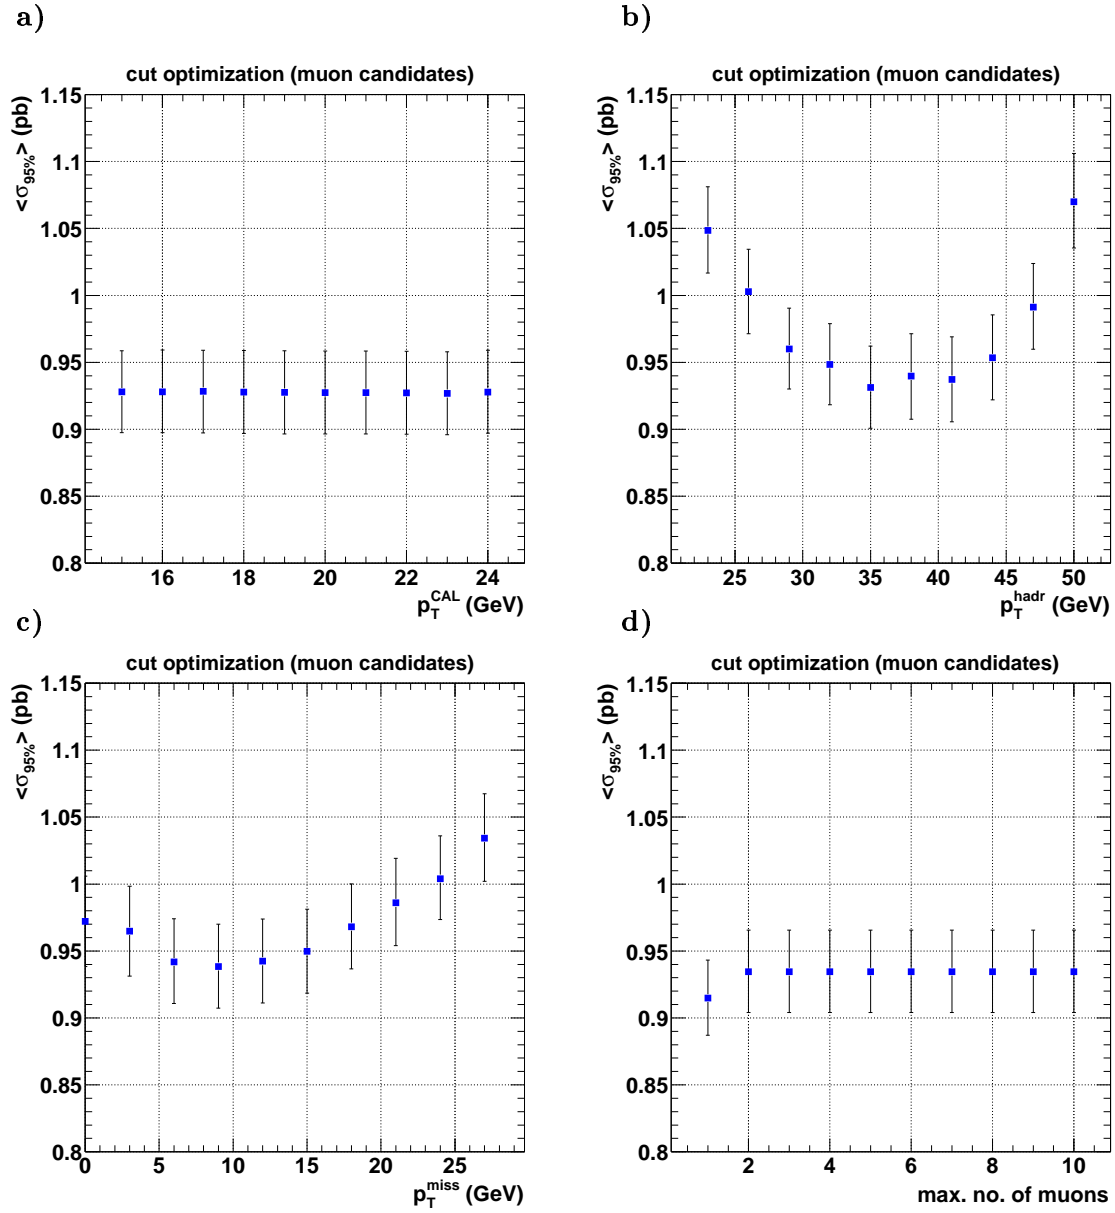 a)
cut optimization (muon candidates)
<σ95%> (pb)
1.15
1.1
1.05
1
0.95
0.9
0.85
0.8
16 18 20 22 24
pTCAL (GeV)
b)
cut optimization (muon candidates)
<σ95%> (pb)
1.15
1.1
1.05
1
0.95
0.9
0.85
0.8
25 30 35 40 45 50
pThadr (GeV)
c)
cut optimization (muon candidates)
<σ95%> (pb)
1.15
1.1
1.05
1
0.95
0.9
0.85
0.8
0 5 10 15 20 25
pTmiss (GeV)
d)
cut optimization (muon candidates)
<σ95%> (pb)
1.15
1.1
1.05
1
0.95
0.9
0.85
0.8
2 4 6 8 10
max. no. of muons